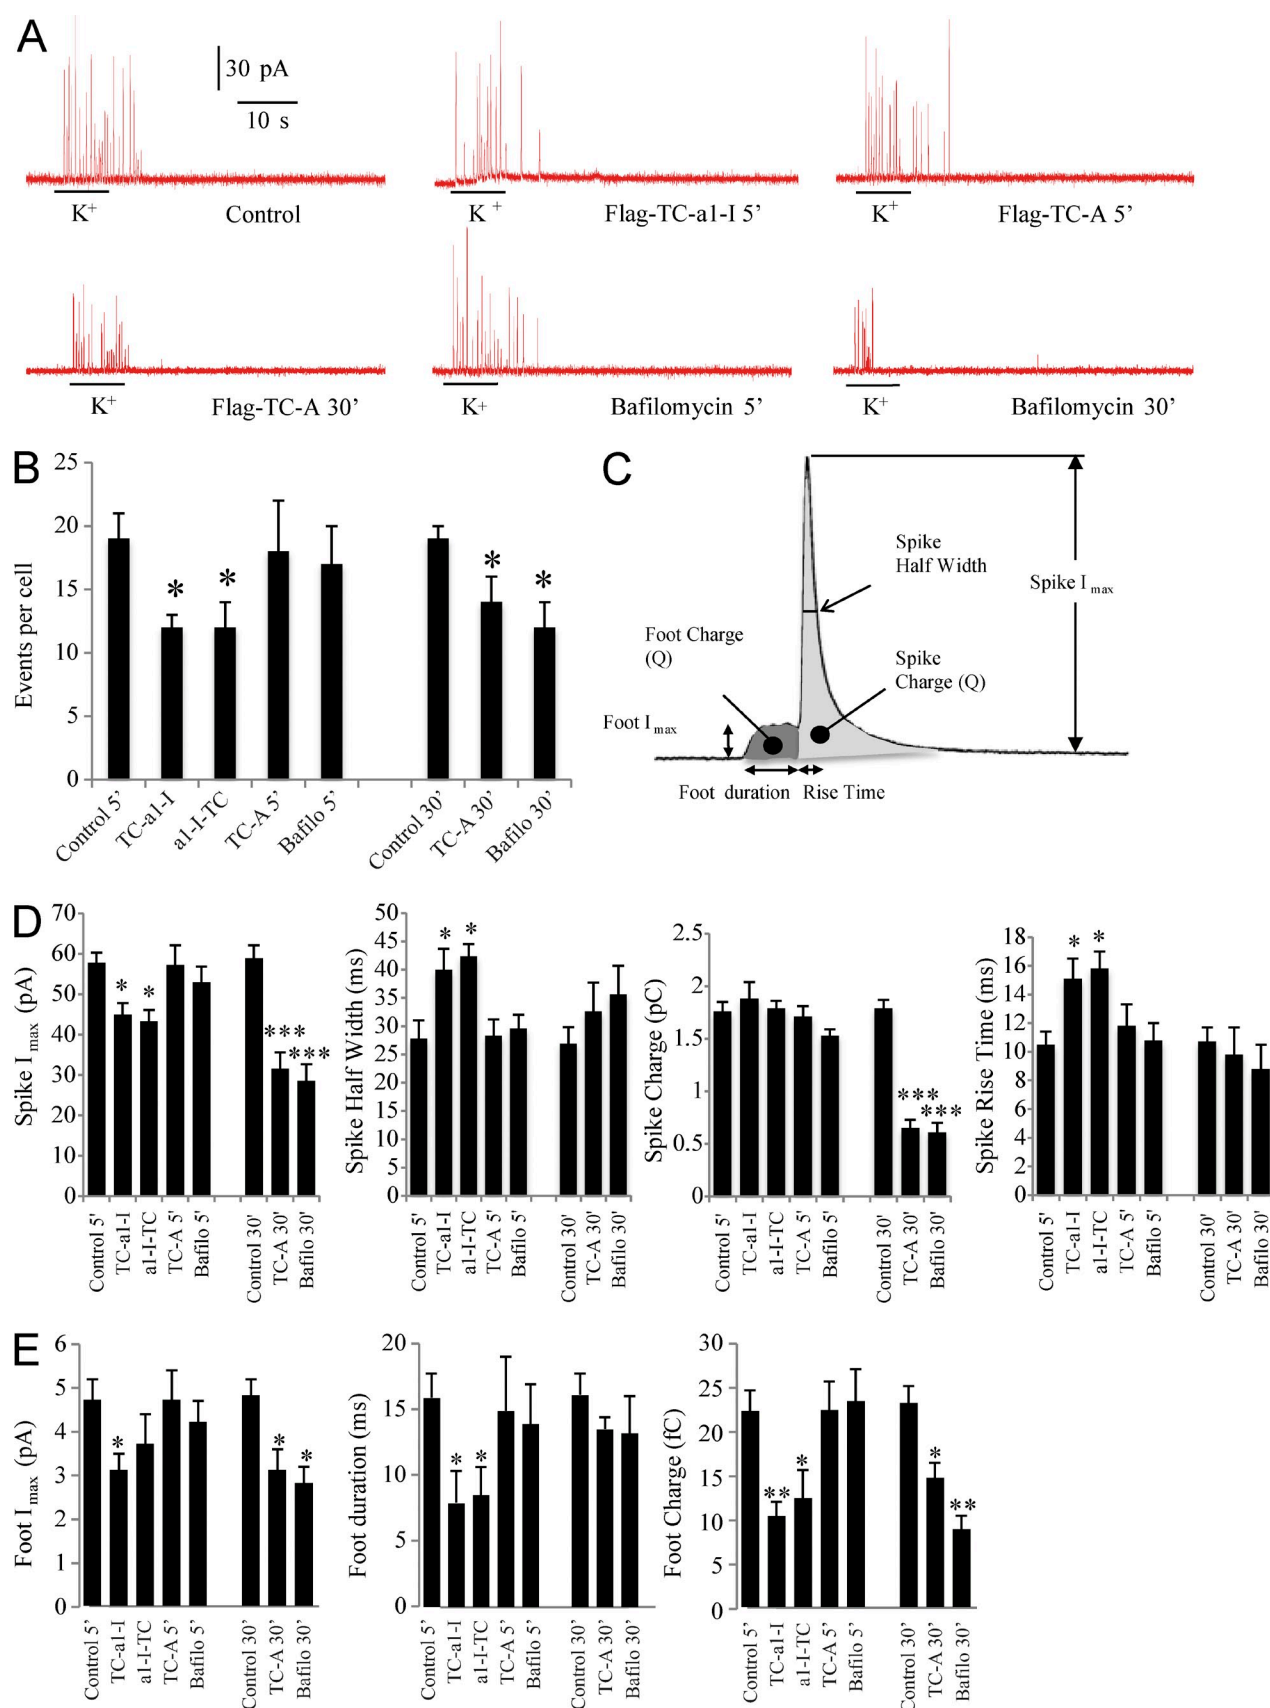 A
30 pA
10 s
K+
Control
K +
Flag-TC-a1-I 5’
K+
Flag-TC-A 5’
K+
Flag-TC-A 30’
K+
Bafilomycin 5’
K+
Bafilomycin 30’
B
Events per cell
25
20
15
10
5
0
*
*
*
*
Control 5’
TC-a1-I
a1-I-TC
TC-A 5’
Bafilo 5’
Control 30’
TC-A 30’
Bafilo 30’
C
Spike
Half Width
Spike Imax
Foot Charge
(Q)
Spike
Charge (Q)
Foot Imax
Foot duration
Rise Time
D
Spike Imax (pA)
70
60
50
40
30
20
10
0
*
*
***
***
Control 5'
TC-a1-I
a1-I-TC
TC-A 5'
Bafilo 5'
Control 30'
TC-A 30'
Bafilo 30'
Spike Half Width (ms)
50
45
40
35
30
25
20
15
10
5
0
*
*
Control 5'
TC-a1-I
a1-I-TC
TC-A 5'
Bafilo 5'
Control 30'
TC-A 30'
Bafilo 30'
Spike Charge (pC)
2.5
2
1.5
1
0.5
0
***
***
Control 5'
TC-a1-I
a1-I-TC
TC-A 5'
Bafilo 5'
Control 30'
TC-A 30'
Bafilo 30'
Spike Rise Time (ms)
18
16
14
12
10
8
6
4
2
0
*
*
Control 5'
TC-a1-I
a1-I-TC
TC-A 5'
Bafilo 5'
Control 30'
TC-A 30'
Bafilo 30'
E
Foot Imax (pA)
6
5
4
3
2
1
0
*
*
*
Control 5’
TC-a1-I
a1-I-TC
TC-A 5’
Bafilo 5’
Control 30’
TC-A 30’
Bafilo 30’
Foot duration (ms)
20
15
10
5
0
*
*
Control 5’
TC-a1-I
a1-I-TC
TC-A 5’
Bafilo 5’
Control 30’
TC-A 30’
Bafilo 30’
Foot Charge (fC)
30
25
20
15
10
5
0
**
*
*
**
Control 5’
TC-a1-I
a1-I-TC
TC-A 5’
Bafilo 5’
Control 30’
TC-A 30’
Bafilo 30’